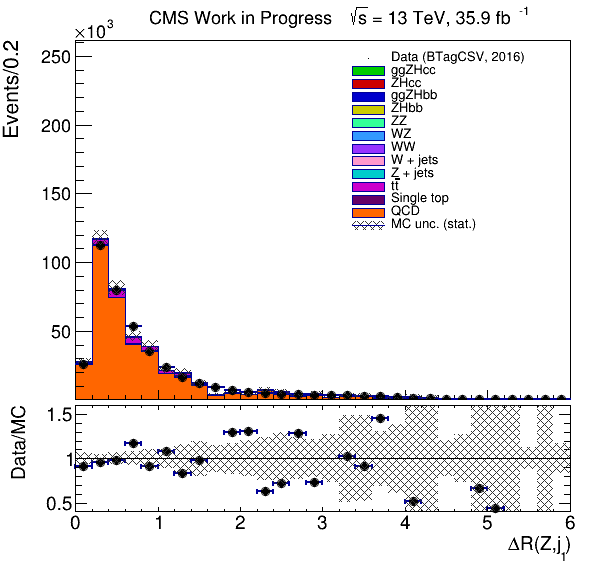 CMS Work in Progress √s = 13 TeV, 35.9 fb⁻¹
×10³
Events/0.2
250
200
150
100
50
Data (BTagCSV, 2016)
ggZHcc
ZHcc
ggZHbb
ZHbb
ZZ
WZ
WW
W + jets
Z + jets
tt̅
Single top
QCD
MC unc. (stat.)
Data/MC
1.5
1
0.5
0 1 2 3 4 5 6
ΔR(Z,j₁)